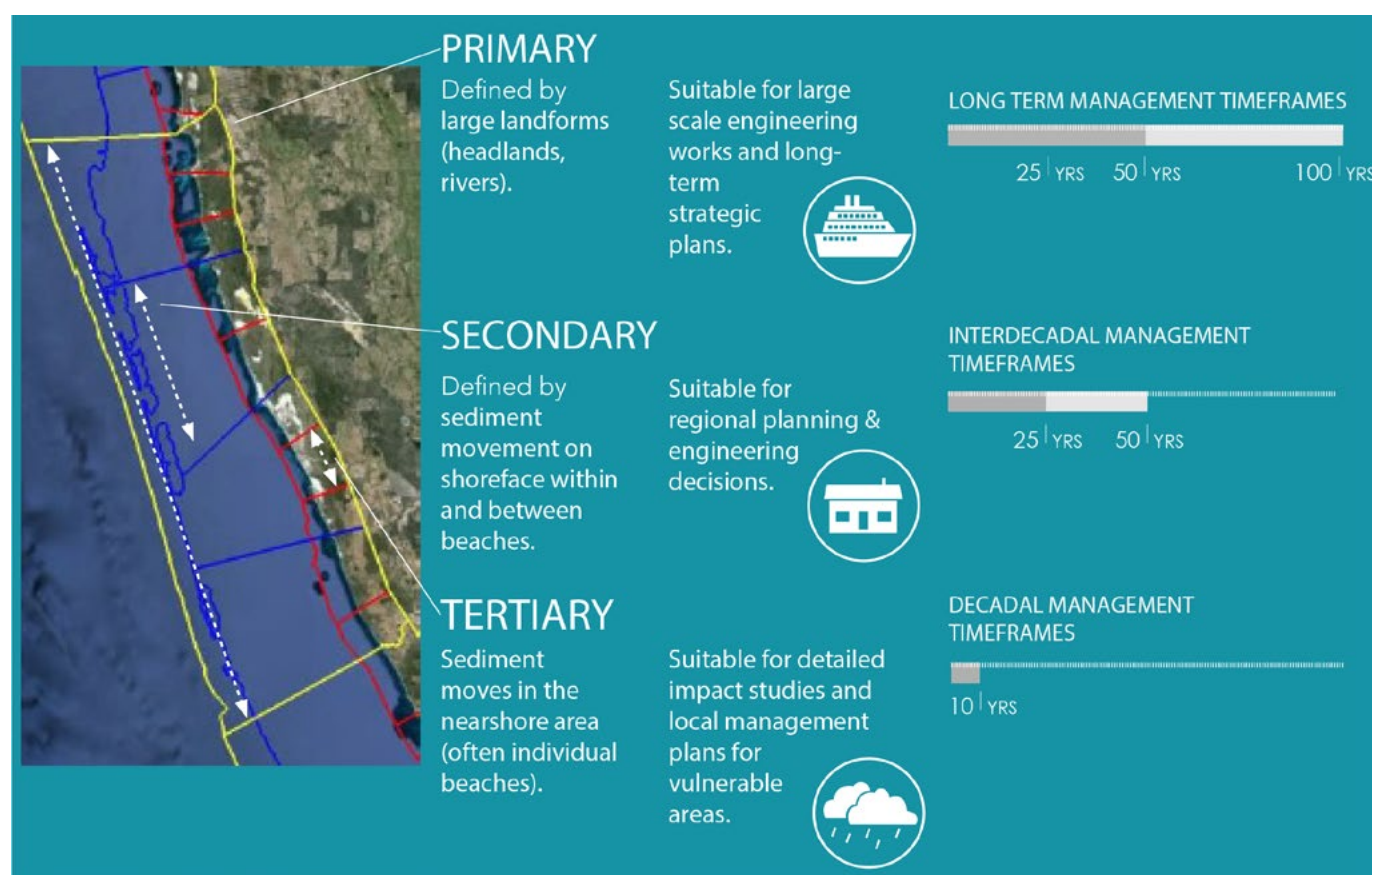 PRIMARY
Defined by
large landforms
(headlands,
rivers).
Suitable for large
scale engineering
works and long-
term
strategic
plans.
LONG TERM MANAGEMENT TIMEFRAMES
25 YRS 50 YRS 100 YRS
SECONDARY
Defined by
sediment
movement on
shoreface within
and between
beaches.
Suitable for
regional planning &
engineering
decisions.
INTERDECADAL MANAGEMENT
TIMEFRAMES
25 YRS 50 YRS
TERTIARY
Sediment
moves in the
nearshore area
(often individual
beaches).
Suitable for detailed
impact studies and
local management
plans for
vulnerable
areas.
DECADAL MANAGEMENT
TIMEFRAMES
10 YRS